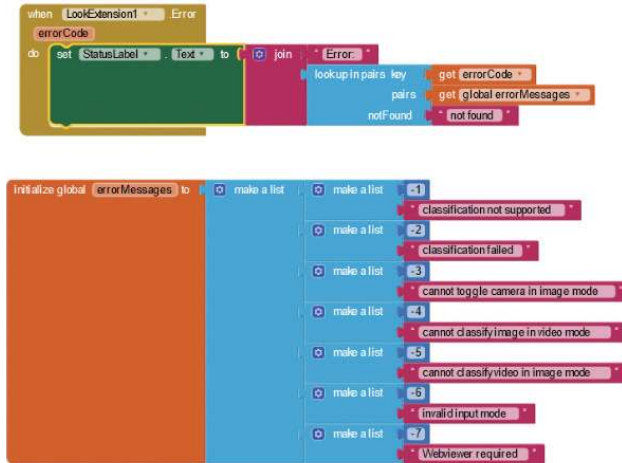 when LookExtension1 .Error
errorCode
do set StatusLabel . Text to join " Error: "
lookup in pairs key get errorCode
pairs get global errorMessages
notFound " not found "
initialize global errorMessages to make a list make a list -1
" classification not supported "
make a list -2
" classification failed "
make a list -3
" cannot toggle camera in image mode "
make a list -4
" cannot classify image in video mode "
make a list -5
" cannot classify video in image mode "
make a list -6
" invalid input mode "
make a list -7
" Webviewer required "